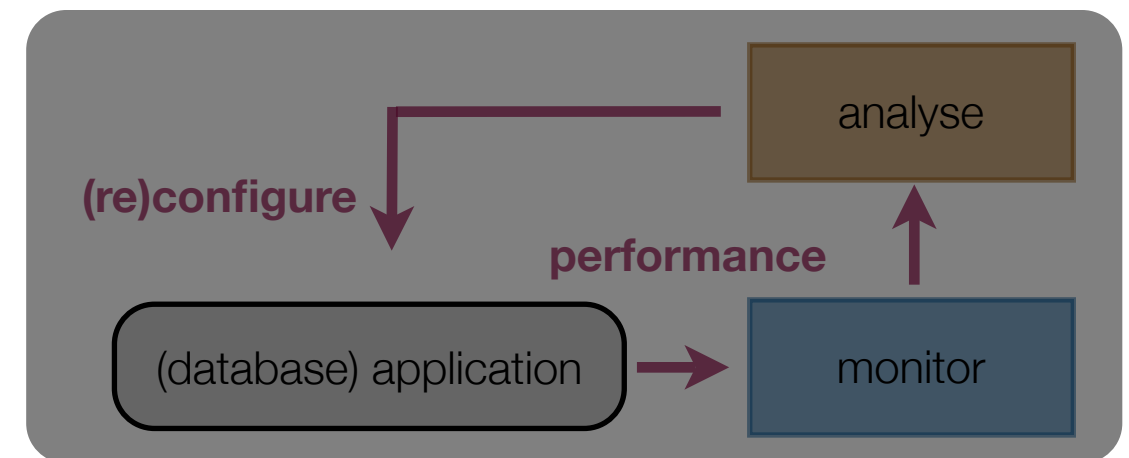 analyse
(re)configure
performance
(database) application
monitor